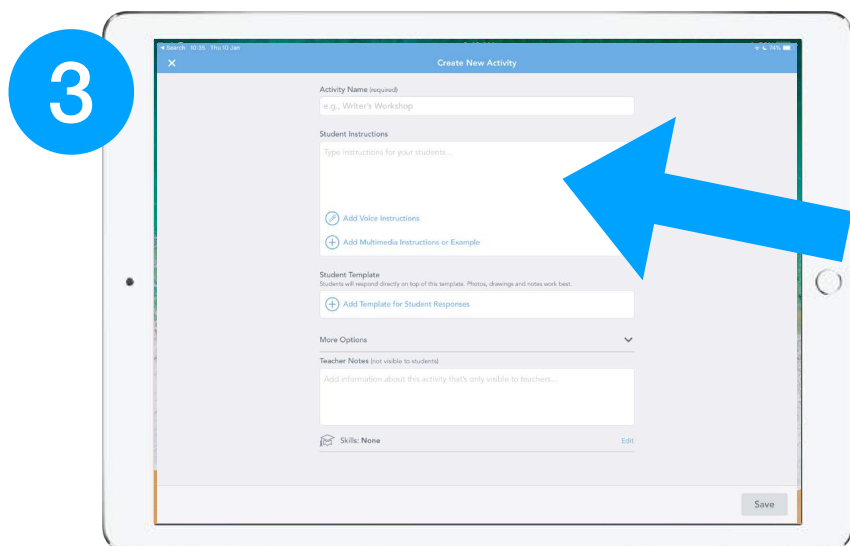 3
Search 10:35 Thu 10 Jan
74%
Create New Activity
Activity Name (required)
e.g., Writer's Workshop
Student Instructions
Type instructions for your students...
Add Voice Instructions
Add Multimedia Instructions or Example
Student Template
Students will respond directly on top of this template. Photos, drawings and notes work best.
Add Template for Student Responses
More Options
Teacher Notes (not visible to students)
Add information about this activity that's only visible to teachers...
Skills: None
Edit
Save